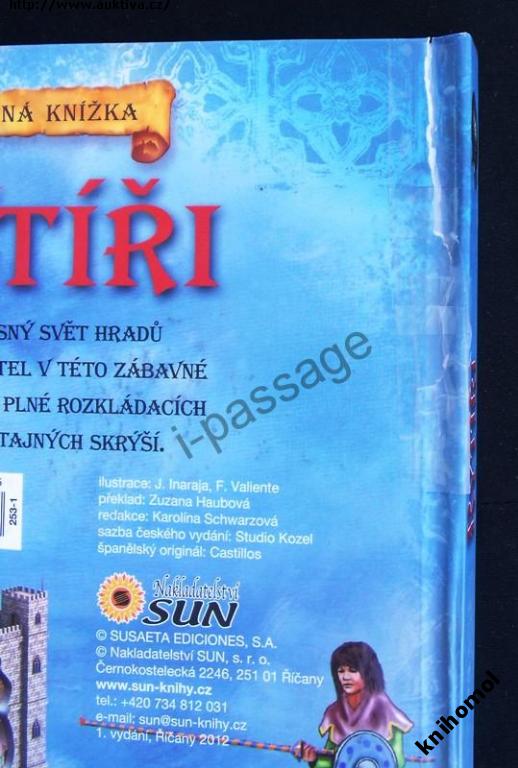 www.auktiva.cz/
NÁ KNÍŽKA
TÍŘI
SNÝ SVĚT HRADŮ
TEL V TÉTO ZÁBAVNÉ
PLNÉ ROZKLÁDACÍCH
TAJNÝCH SKRÝŠÍ.
i-passage
253-1
ilustrace: J. Inaraja, F. Valiente
překlad: Zuzana Haubová
redakce: Karolína Schwarzová
sazba českého vydání: Studio Kozel
španělský originál: Castillos
Nakladatelství
SUN
© SUSAETA EDICIONES, S.A.
© Nakladatelství SUN, s. r. o.
Černokostelecká 2246, 251 01 Říčany
www.sun-knihy.cz
tel.: +420 734 812 031
e-mail: sun@sun-knihy.cz
1. vydání, Říčany 2012
knihomol